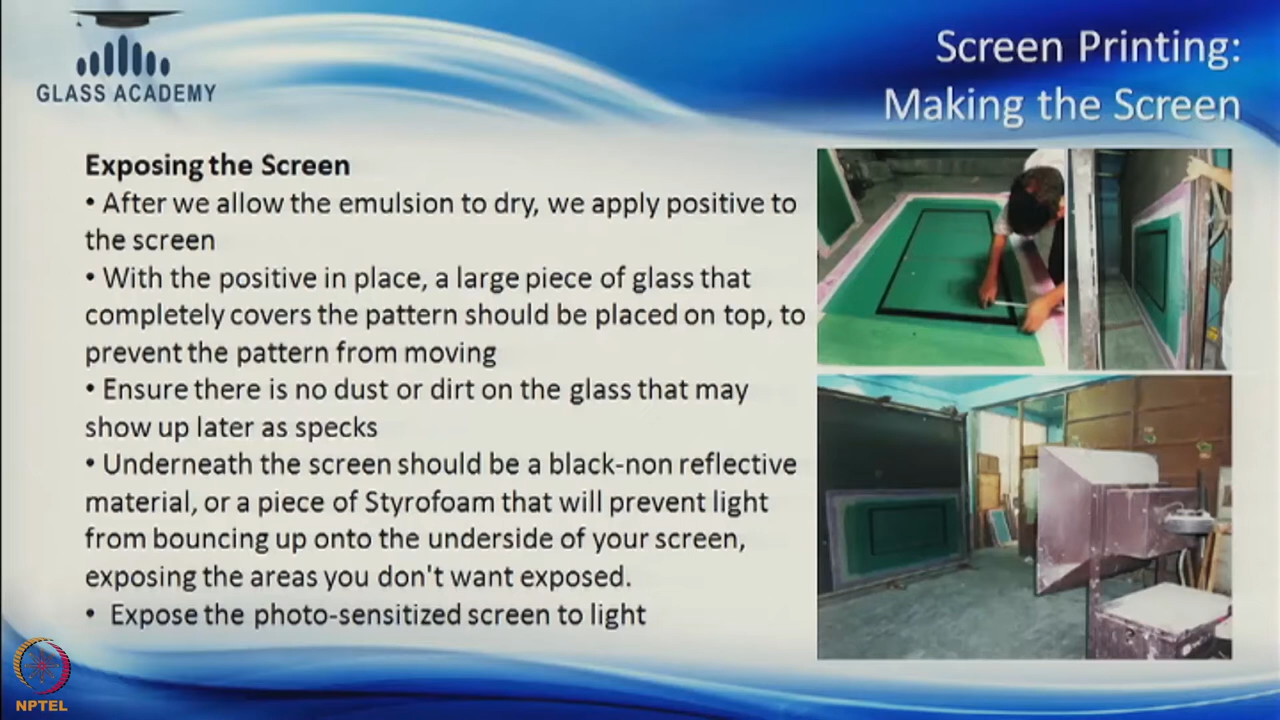 GLASS ACADEMY
Screen Printing:
Making the Screen
Exposing the Screen
• After we allow the emulsion to dry, we apply positive to
the screen
• With the positive in place, a large piece of glass that
completely covers the pattern should be placed on top, to
prevent the pattern from moving
• Ensure there is no dust or dirt on the glass that may
show up later as specks
• Underneath the screen should be a black-non reflective
material, or a piece of Styrofoam that will prevent light
from bouncing up onto the underside of your screen,
exposing the areas you don't want exposed.
• Expose the photo-sensitized screen to light
NPTEL